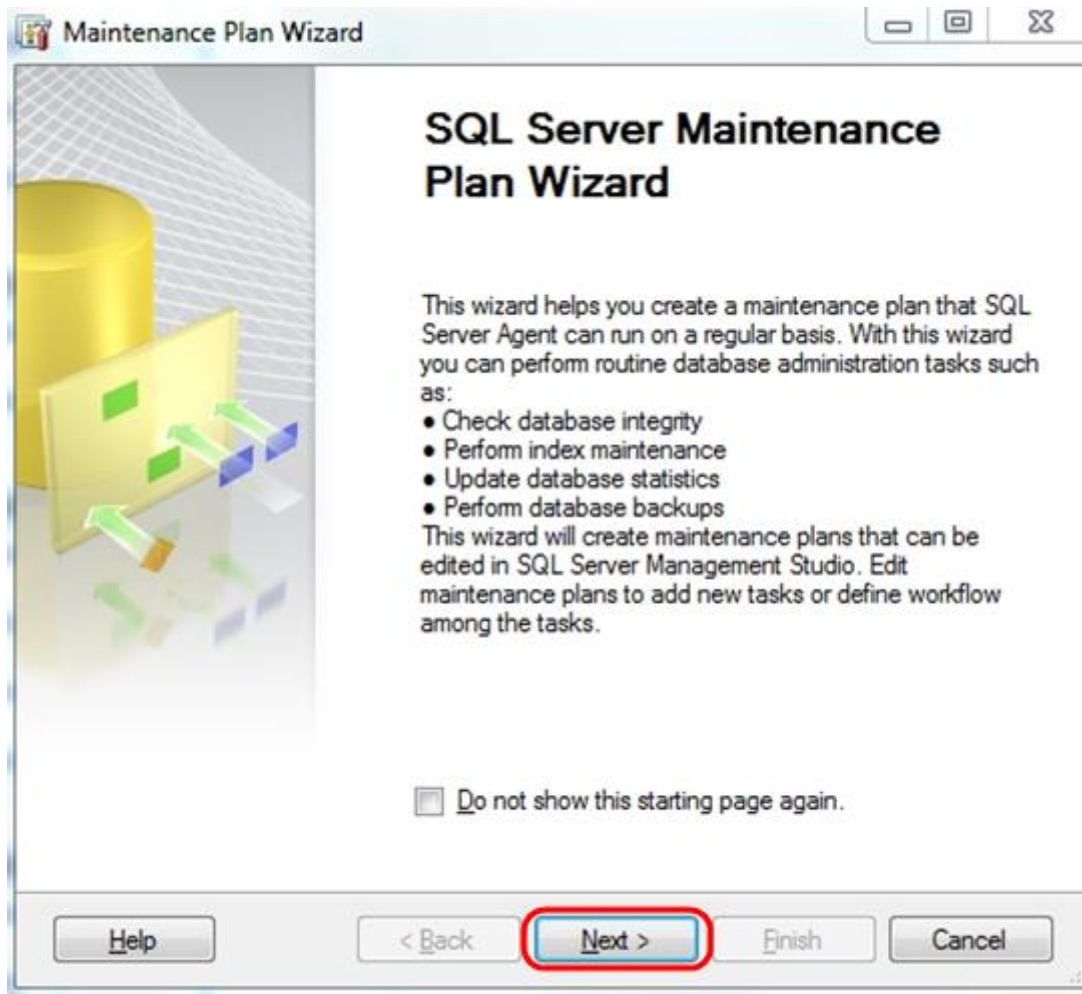 Maintenance Plan Wizard
SQL Server Maintenance
Plan Wizard
This wizard helps you create a maintenance plan that SQL
Server Agent can run on a regular basis. With this wizard
you can perform routine database administration tasks such
as:
● Check database integrity
● Perform index maintenance
● Update database statistics
● Perform database backups
This wizard will create maintenance plans that can be
edited in SQL Server Management Studio. Edit
maintenance plans to add new tasks or define workflow
among the tasks.
Do not show this starting page again.
Help < Back Next > Finish Cancel